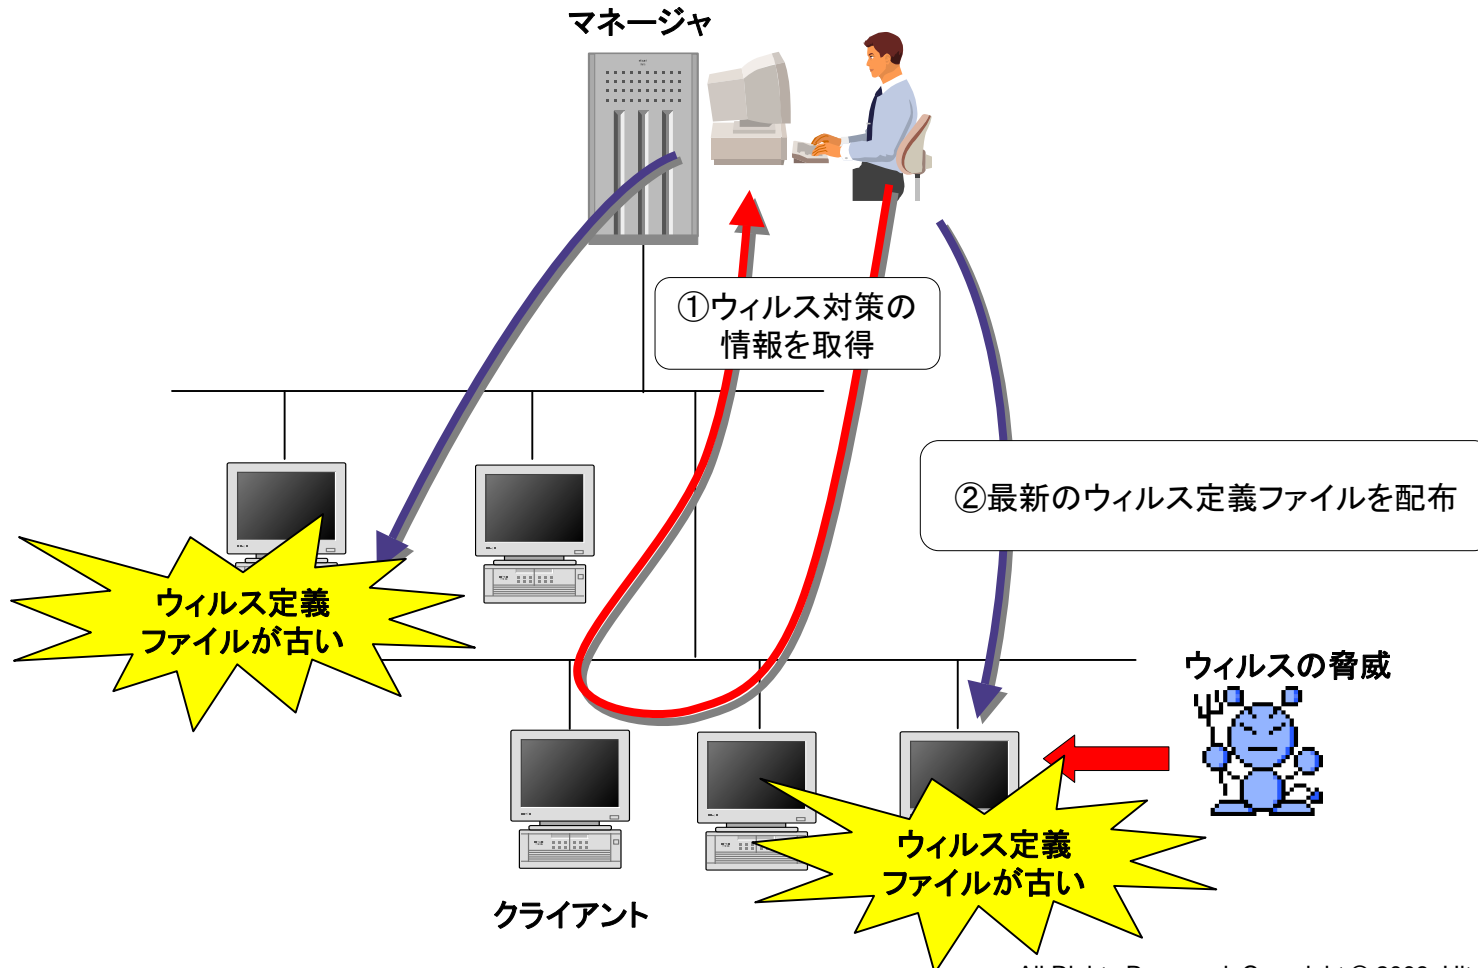 マネージャ
①ウィルス対策の
情報を取得
②最新のウィルス定義ファイルを配布
ウィルス定義
ファイルが古い
ウィルスの脅威
ウィルス定義
ファイルが古い
クライアント